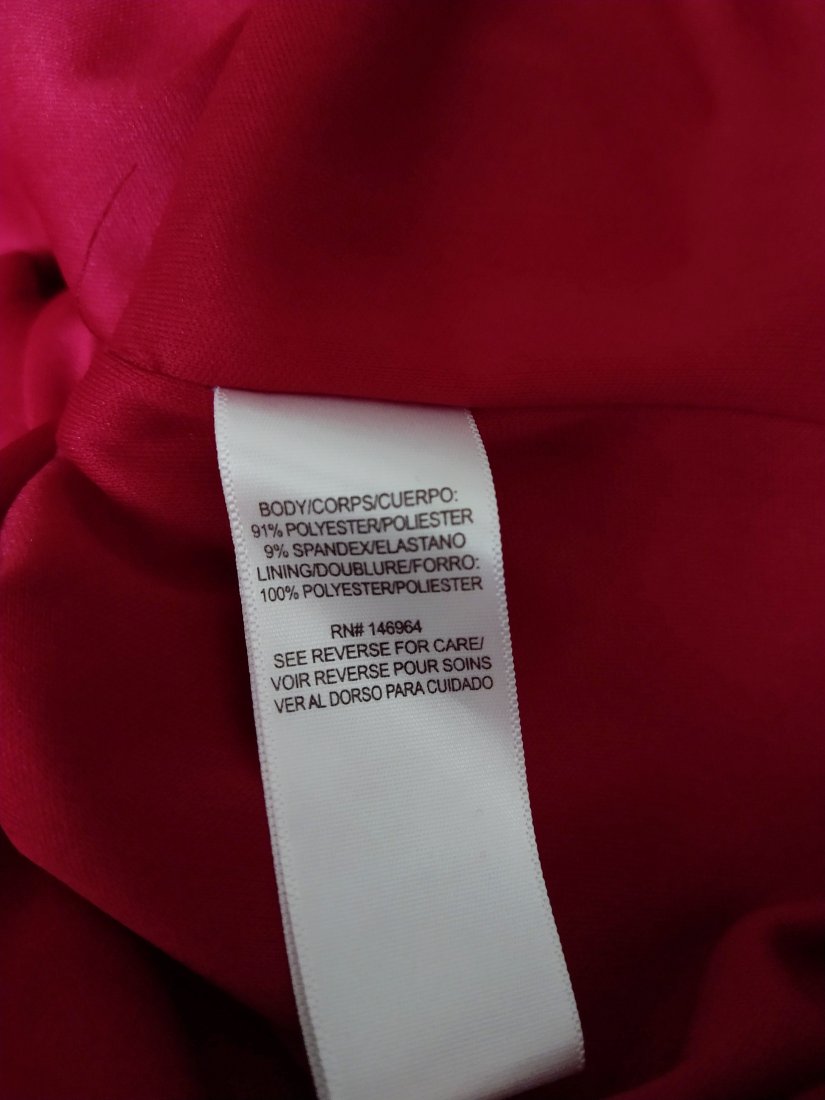 BODY/CORPS/CUERPO:
91% POLYESTER/POLIESTER
9% SPANDEX/ELASTANO
LINING/DOUBLURE/FORRO:
100% POLYESTER/POLIESTER
RN# 146964
SEE REVERSE FOR CARE/
VOIR REVERSE POUR SOINS
VER AL DORSO PARA CUIDADO